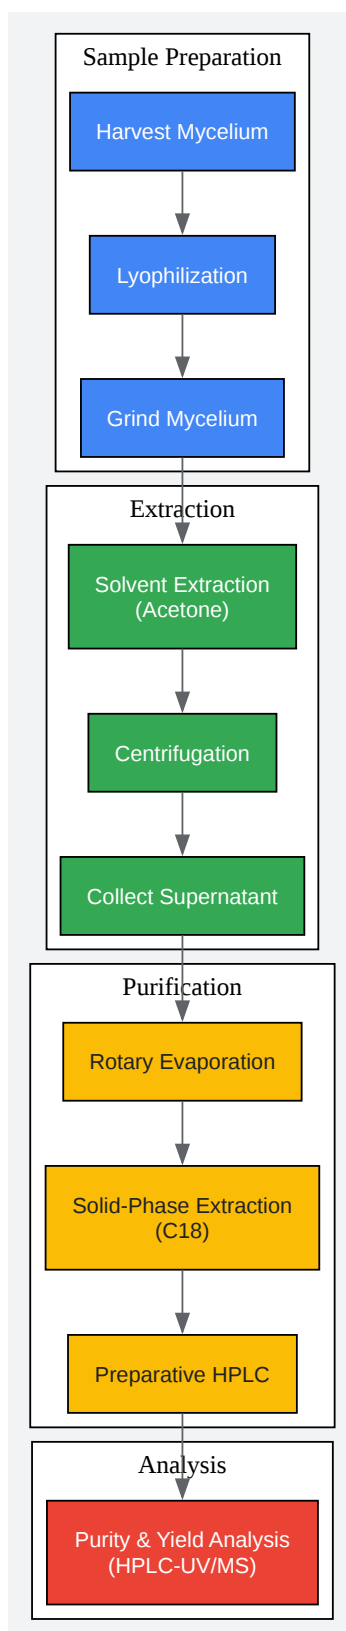 Sample Preparation
Harvest Mycelium
Lyophilization
Grind Mycelium
Extraction
Solvent Extraction
(Acetone)
Centrifugation
Collect Supernatant
Purification
Rotary Evaporation
Solid-Phase Extraction
(C18)
Preparative HPLC
Analysis
Purity & Yield Analysis
(HPLC-UV/MS)